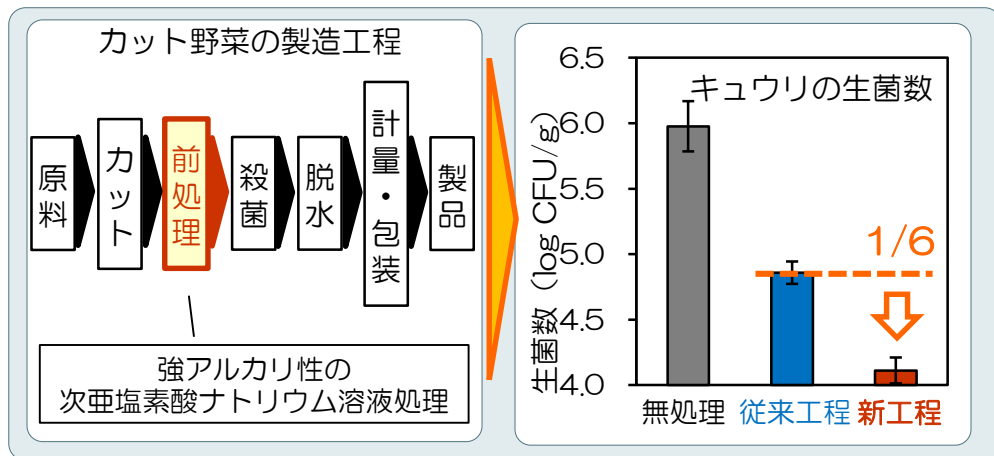 カット野菜の製造工程
原料
カット
前処理
殺菌
脱水
計量・包装
製品
強アルカリ性の
次亜塩素酸ナトリウム溶液処理
キュウリの生菌数
生菌数 (log CFU/g)
6.5
6.0
5.5
5.0
4.5
4.0
1/6
無処理
従来工程
新工程